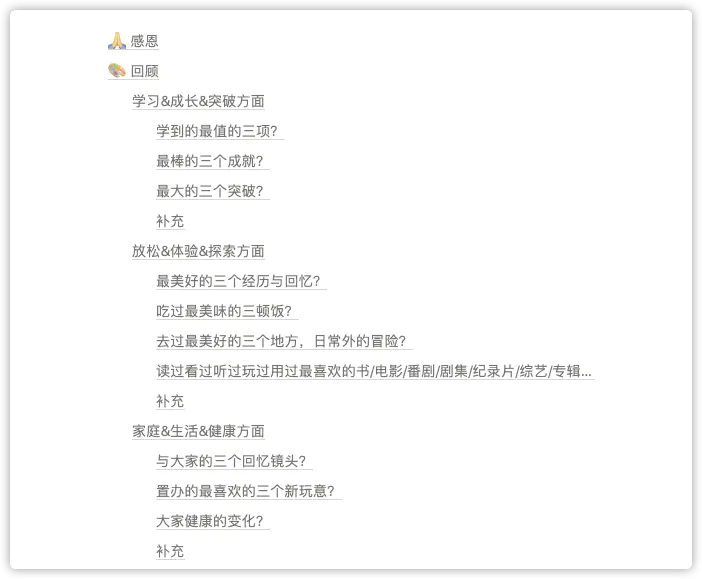 🙏 感恩
🎨 回顾
学习&成长&突破方面
学到的最值的三项？
最棒的三个成就？
最大的三个突破？
补充
放松&体验&探索方面
最美好的三个经历与回忆？
吃过最美味的三顿饭？
去过最美好的三个地方，日常外的冒险？
读过看过听过玩过用过最喜欢的书/电影/番剧/剧集/纪录片/综艺/专辑...
补充
家庭&生活&健康方面
与大家的三个回忆镜头？
置办的最喜欢的三个新玩意？
大家健康的变化？
补充